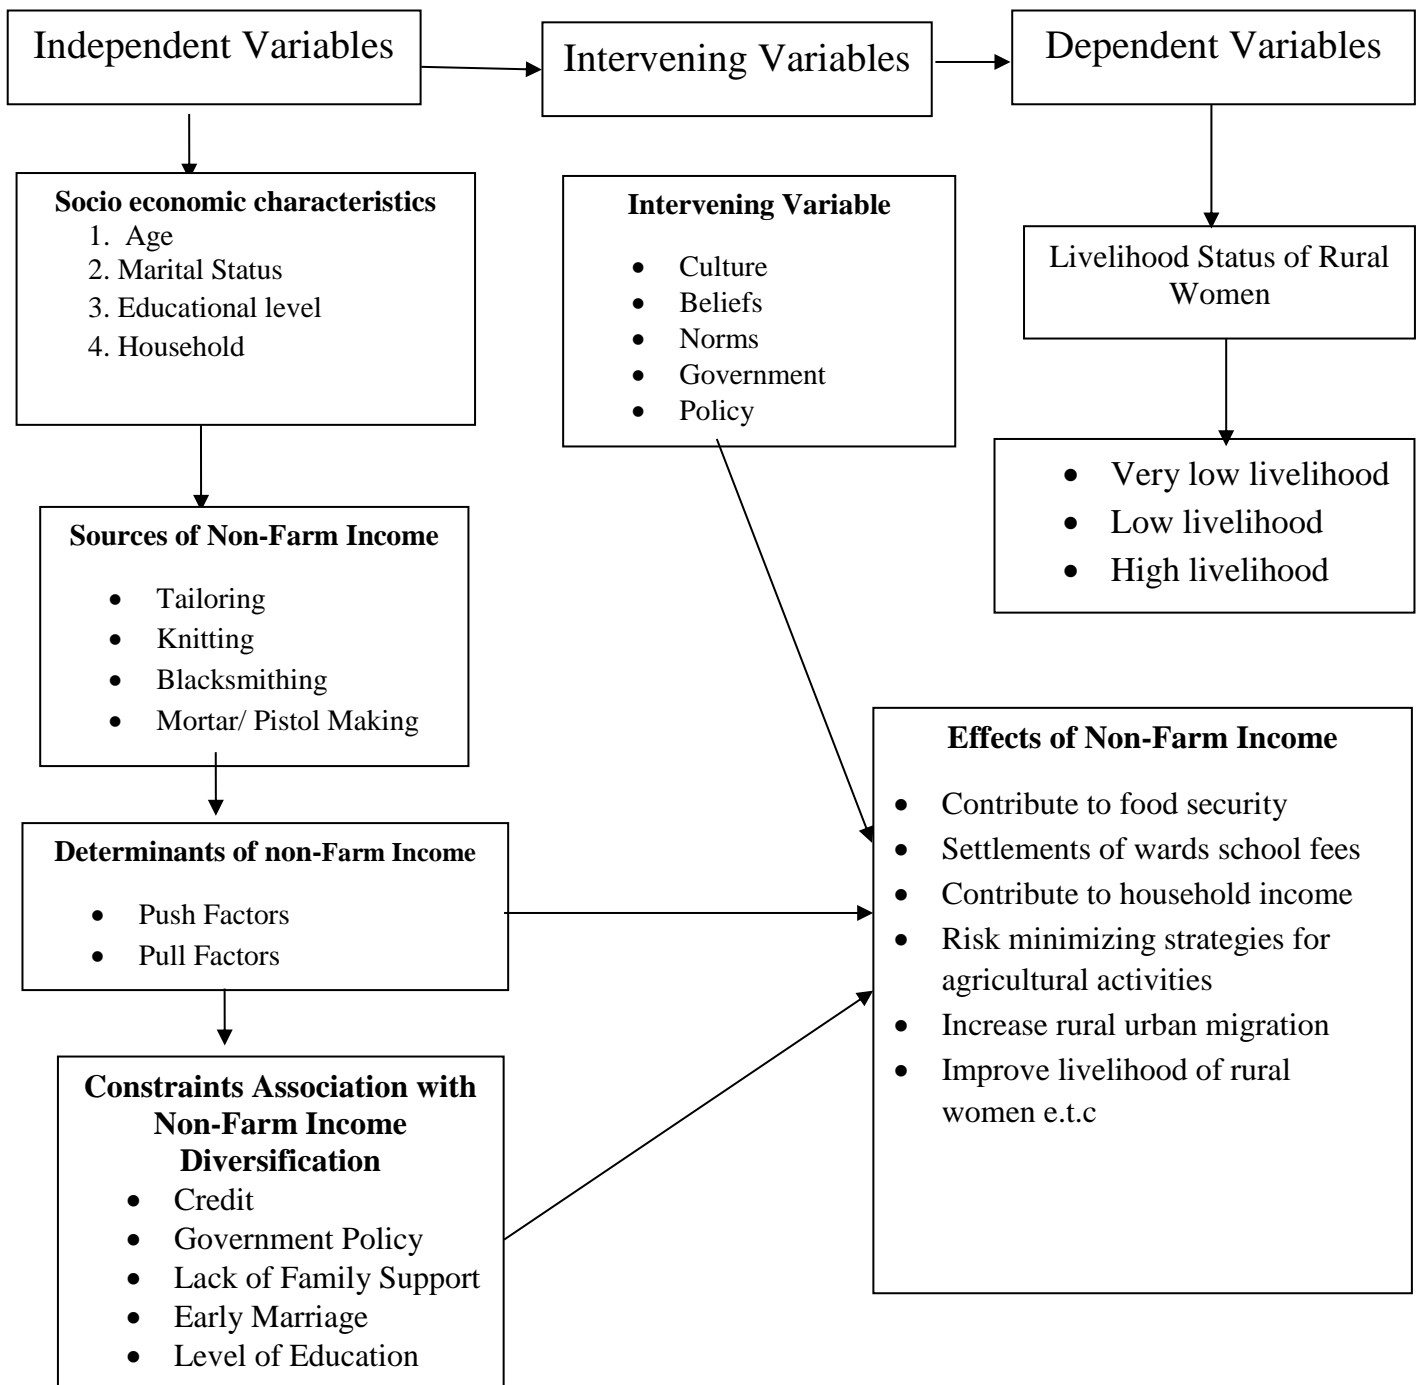 Independent Variables
Intervening Variables
Dependent Variables
Socio economic characteristics
1. Age
2. Marital Status
3. Educational level
4. Household
Intervening Variable
• Culture
• Beliefs
• Norms
• Government
• Policy
Livelihood Status of Rural
Women
• Very low livelihood
• Low livelihood
• High livelihood
Sources of Non-Farm Income
• Tailoring
• Knitting
• Blacksmithing
• Mortar/ Pistol Making
Effects of Non-Farm Income
• Contribute to food security
• Settlements of wards school fees
• Contribute to household income
• Risk minimizing strategies for
agricultural activities
• Increase rural urban migration
• Improve livelihood of rural
women e.t.c
Determinants of non-Farm Income
• Push Factors
• Pull Factors
Constraints Association with
Non-Farm Income
Diversification
• Credit
• Government Policy
• Lack of Family Support
• Early Marriage
• Level of Education